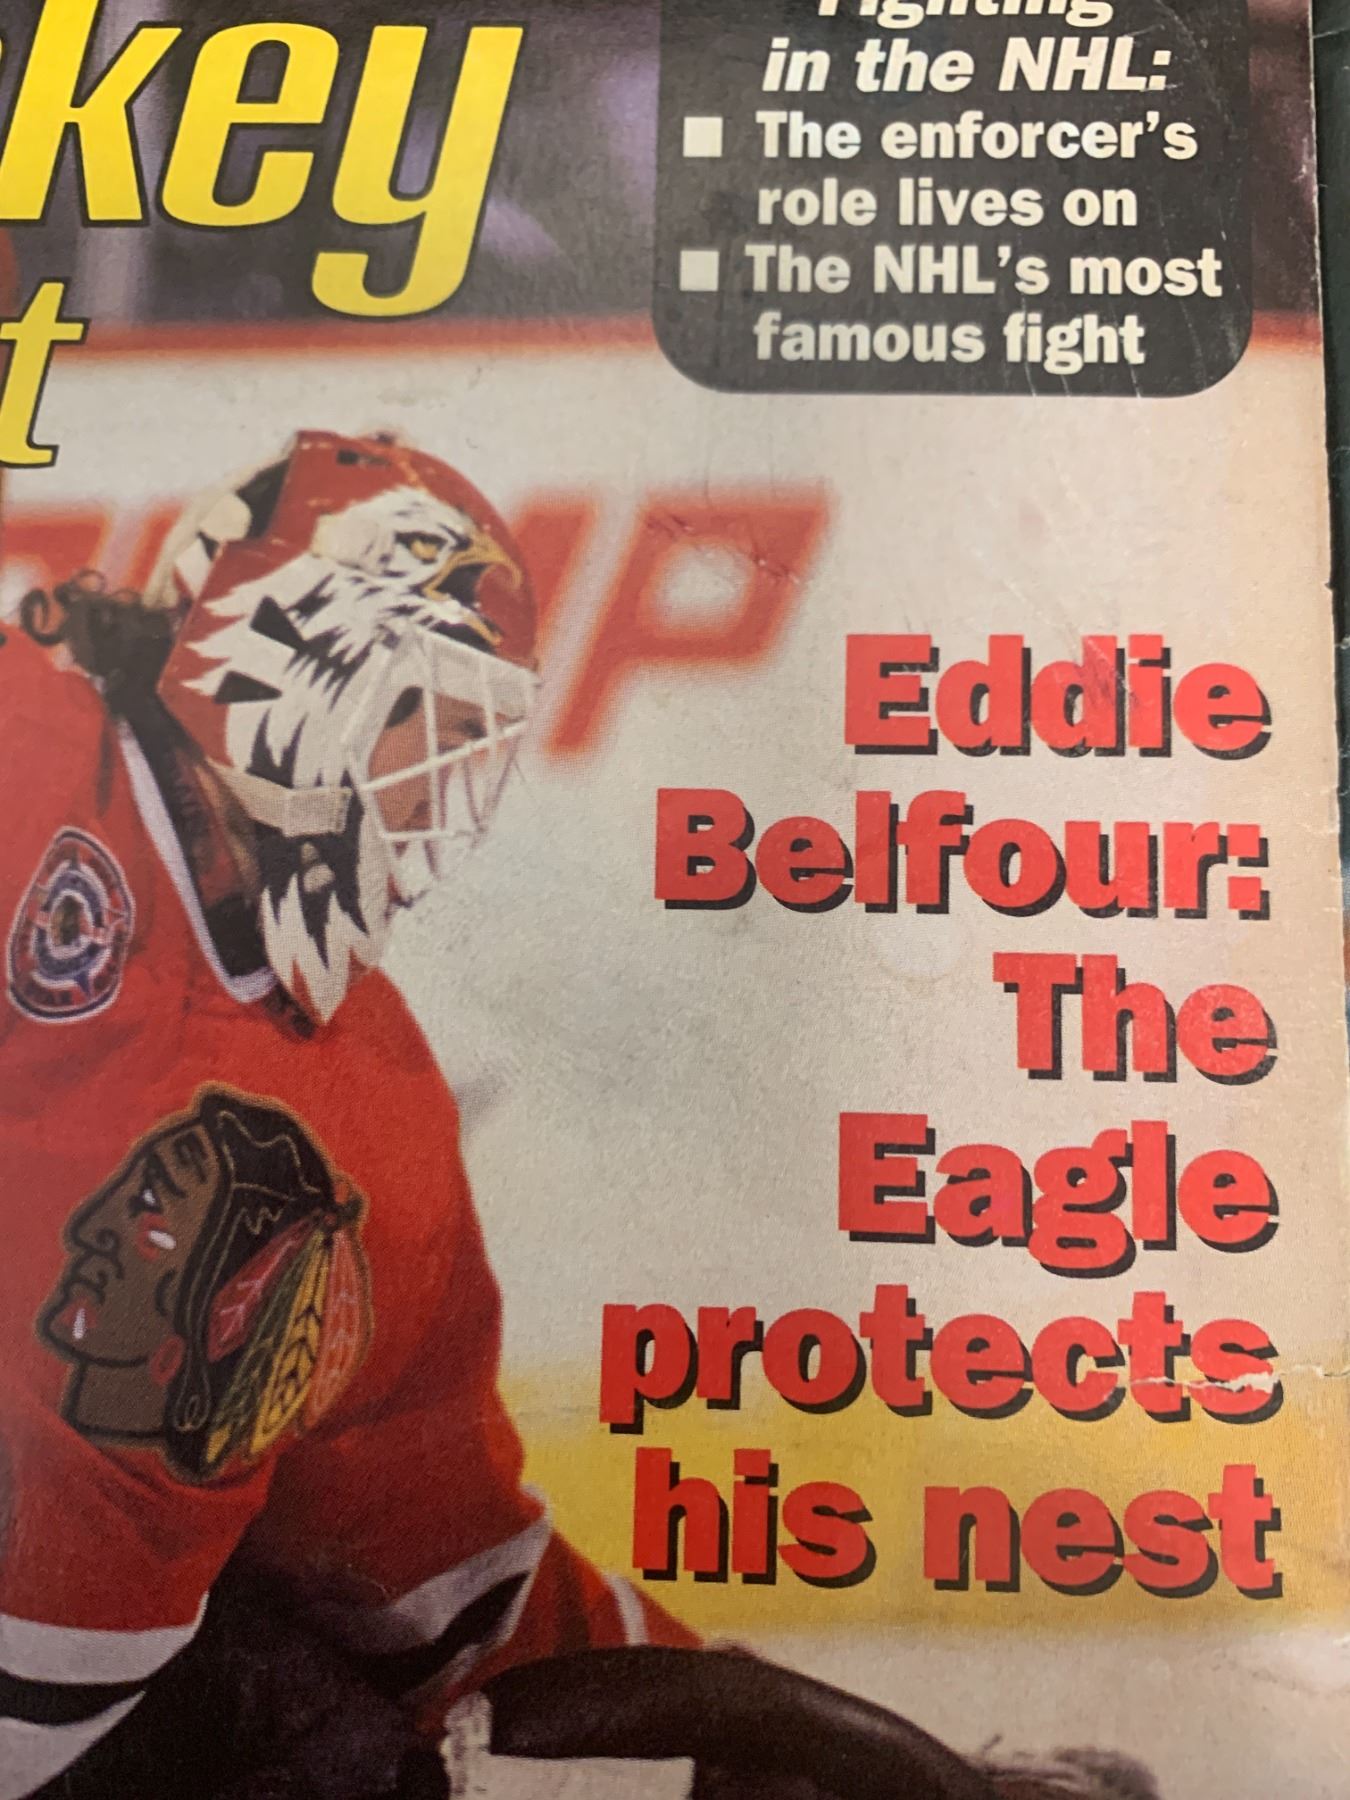 key
t
Fighting
in the NHL:
■ The enforcer's
role lives on
■ The NHL's most
famous fight
Eddie
Belfour:
The
Eagle
protects
his nest